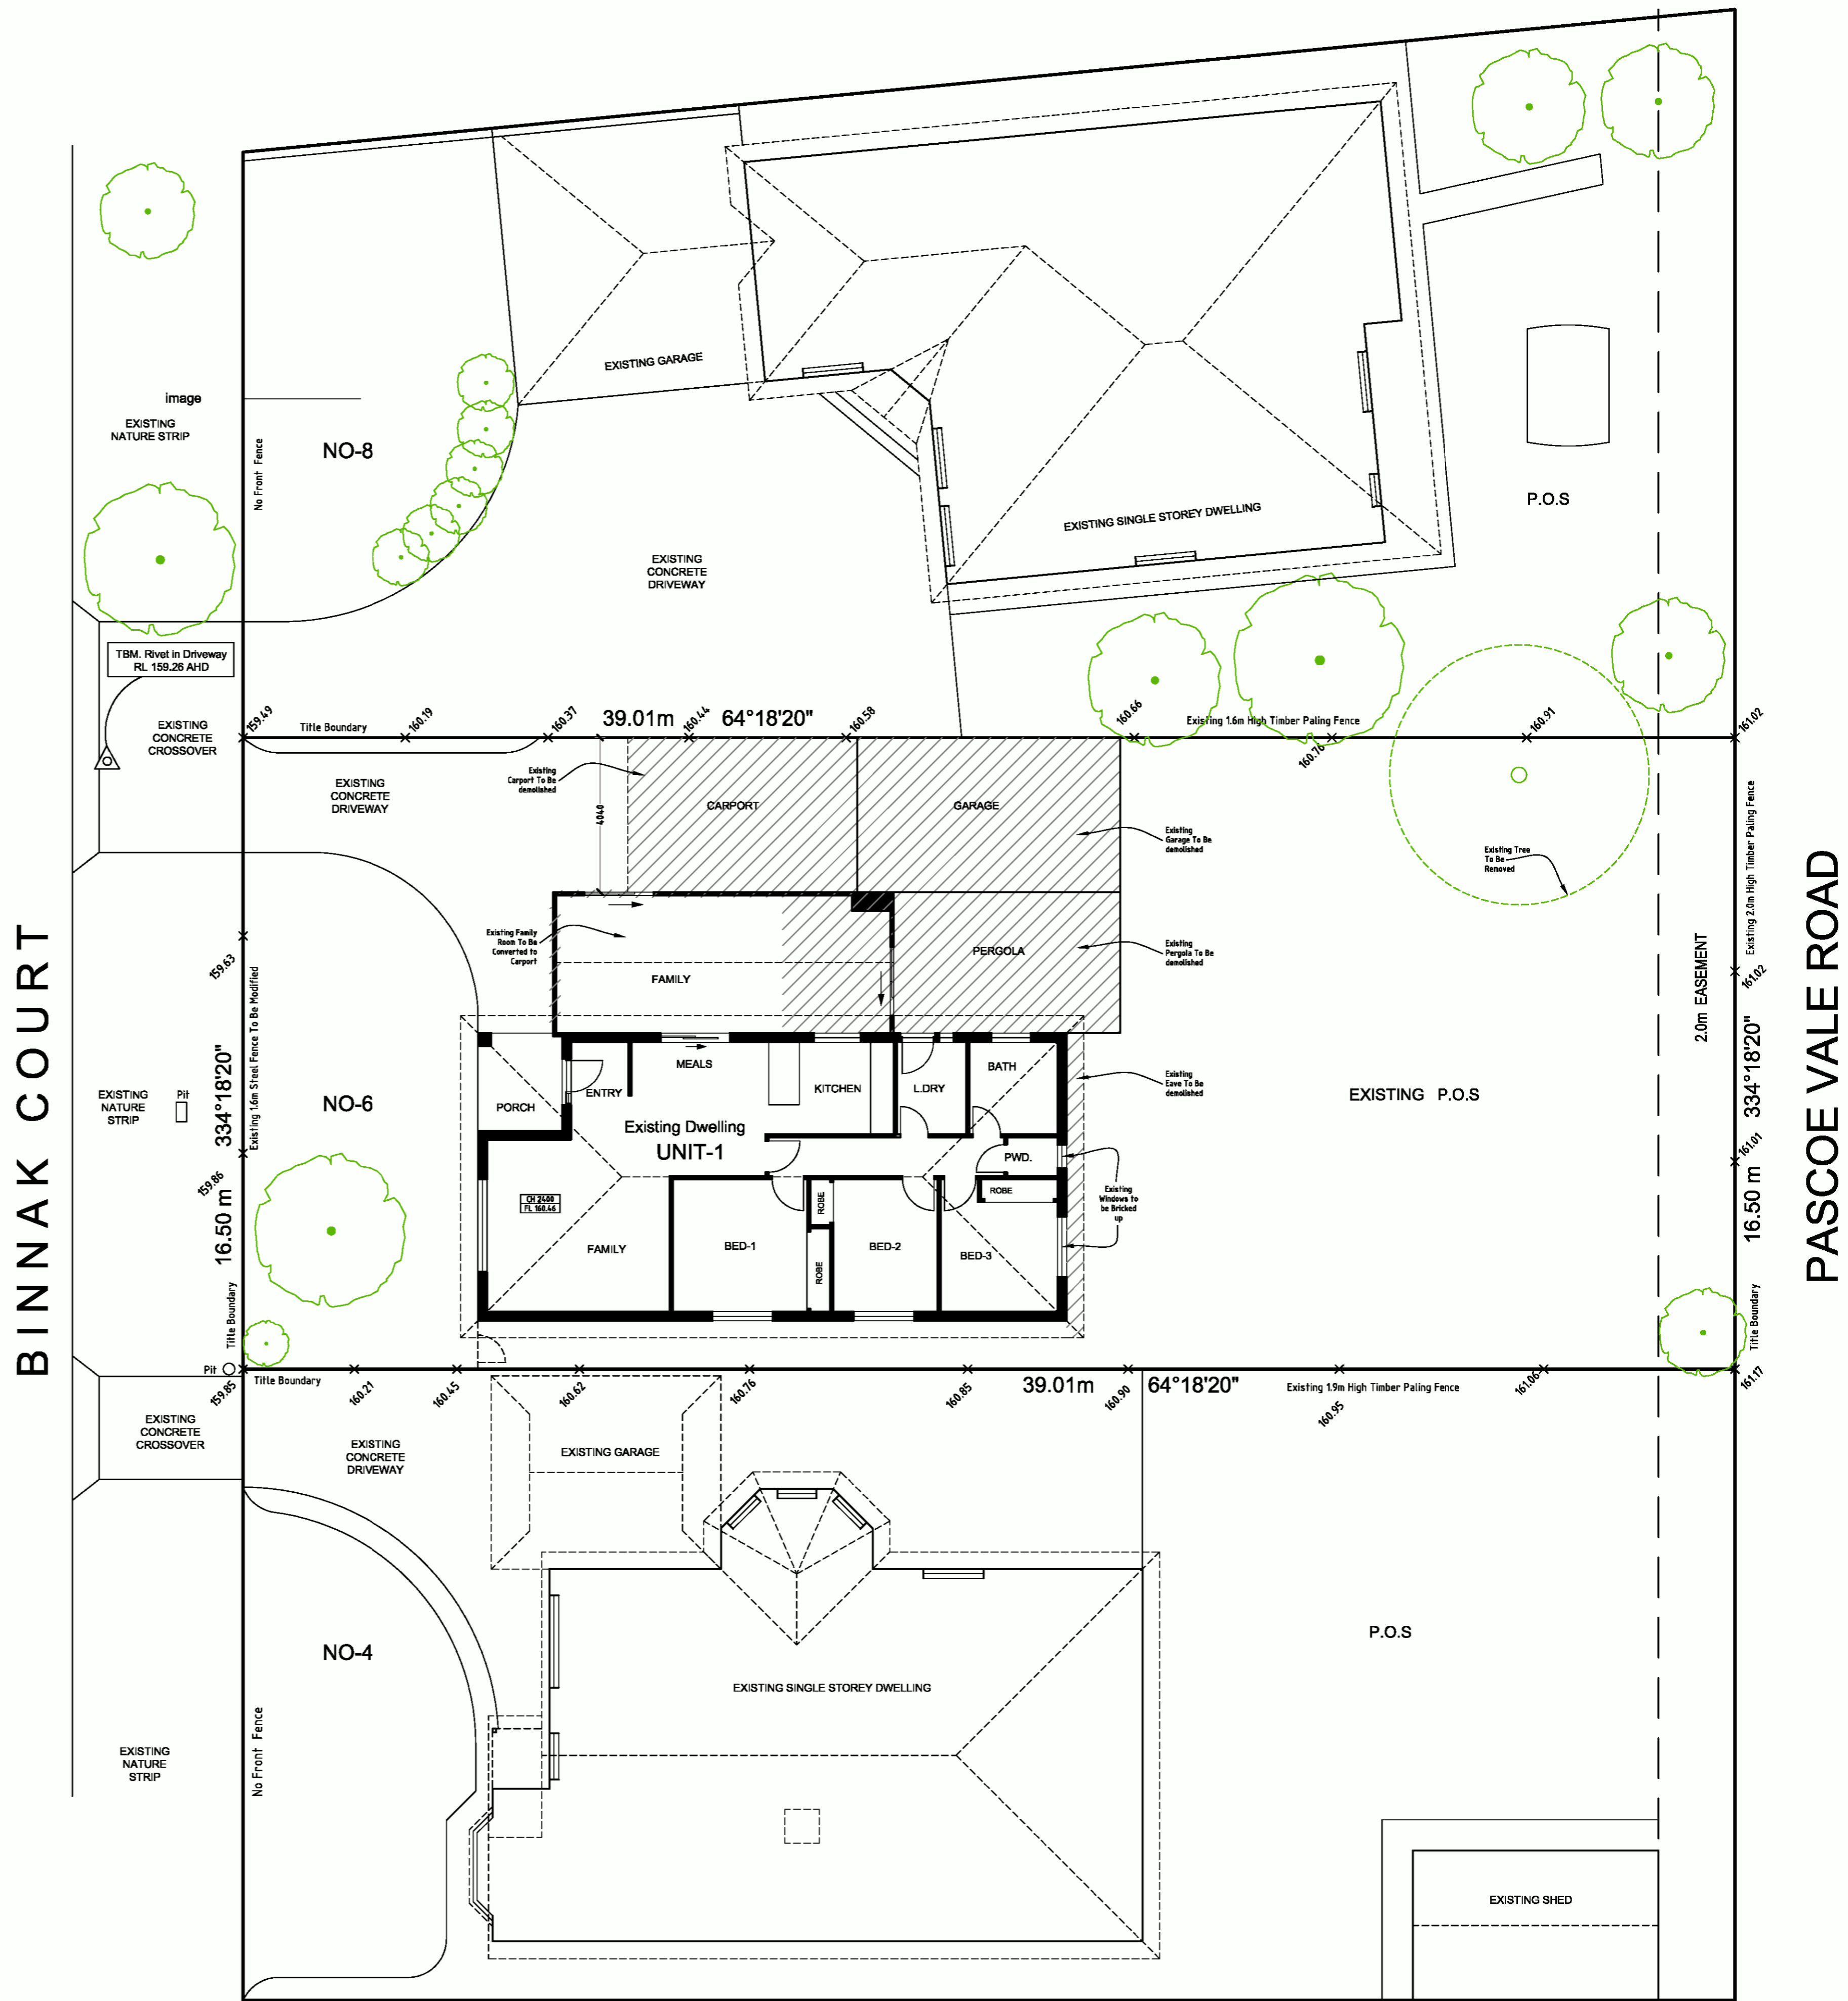 image
EXISTING
NATURE STRIP
NO-8
No Front Fence
EXISTING GARAGE
EXISTING SINGLE STOREY DWELLING
P.O.S
EXISTING
CONCRETE
DRIVEWAY
TBM. Rivet in Driveway
RL 159.26 AHD
EXISTING
CONCRETE
CROSSOVER
159.49
Title Boundary
160.19
160.37
39.01m
160.44
64°18'20"
160.58
160.66
Existing 1.6m High Timber Paling Fence
160.76
160.91
161.02
EXISTING
CONCRETE
DRIVEWAY
Existing
Carport To Be
demolished
4040
CARPORT
GARAGE
Existing
Garage To Be
demolished
Existing Tree
To Be
Removed
Existing 2.0m High Timber Paling Fence
159.63
Existing Family
Room To Be
Converted to
Carport
FAMILY
PERGOLA
Existing
Pergola To Be
demolished
2.0m EASEMENT
161.02
BINNAK COURT
PASCOE VALE ROAD
EXISTING
NATURE
STRIP
Pit
334°18'20"
Existing 1.6m Steel Fence To Be Modified
NO-6
PORCH
ENTRY
MEALS
KITCHEN
L.DRY
BATH
Existing
Eave To Be
demolished
EXISTING P.O.S
334°18'20"
Existing Dwelling
UNIT-1
PWD.
159.86
16.50 m
CH 2400
FL 160.46
FAMILY
BED-1
ROBE
ROBE
BED-2
ROBE
BED-3
Existing
Windows to
be Bricked
up
161.01
16.50 m
Title Boundary
Title Boundary
Pit
159.85
Title Boundary
160.21
160.45
160.62
160.76
160.85
39.01m
160.90
64°18'20"
Existing 1.9m High Timber Paling Fence
160.95
161.06
161.17
EXISTING
CONCRETE
CROSSOVER
EXISTING
CONCRETE
DRIVEWAY
EXISTING GARAGE
NO-4
P.O.S
EXISTING SINGLE STOREY DWELLING
No Front Fence
EXISTING
NATURE
STRIP
EXISTING SHED